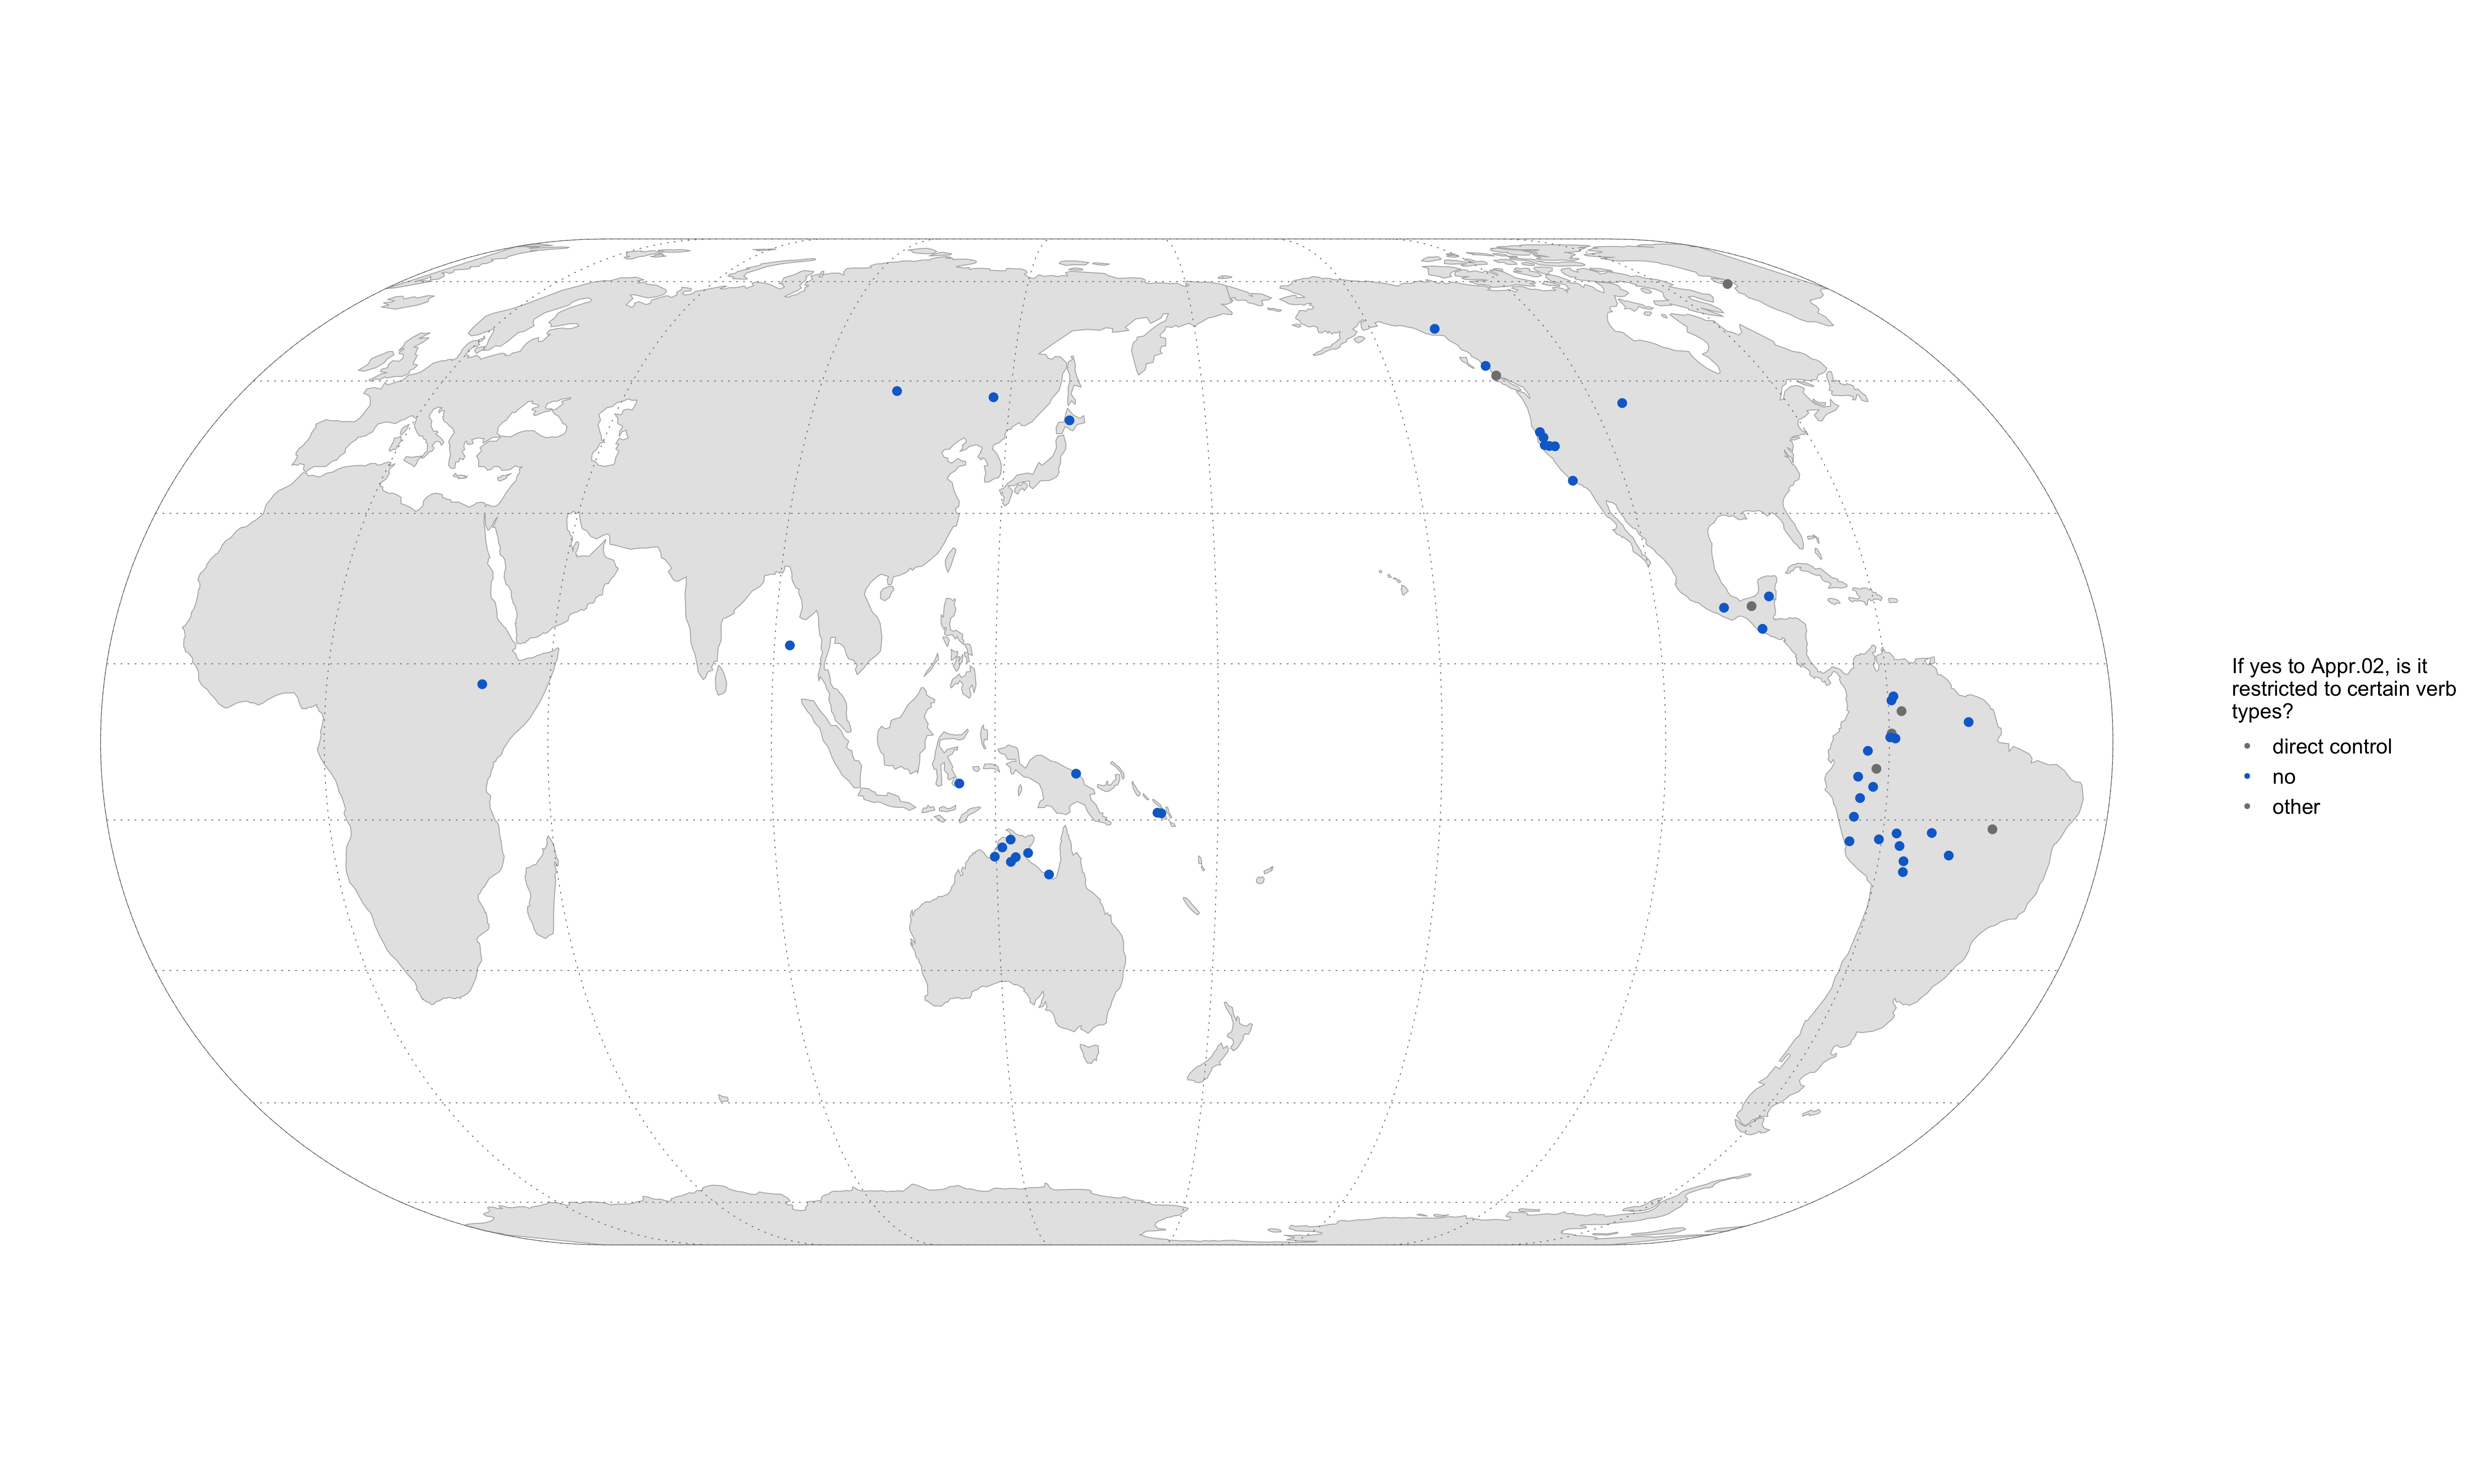 If yes to Appr.02, is it
restricted to certain verb
types?
direct control
no
other